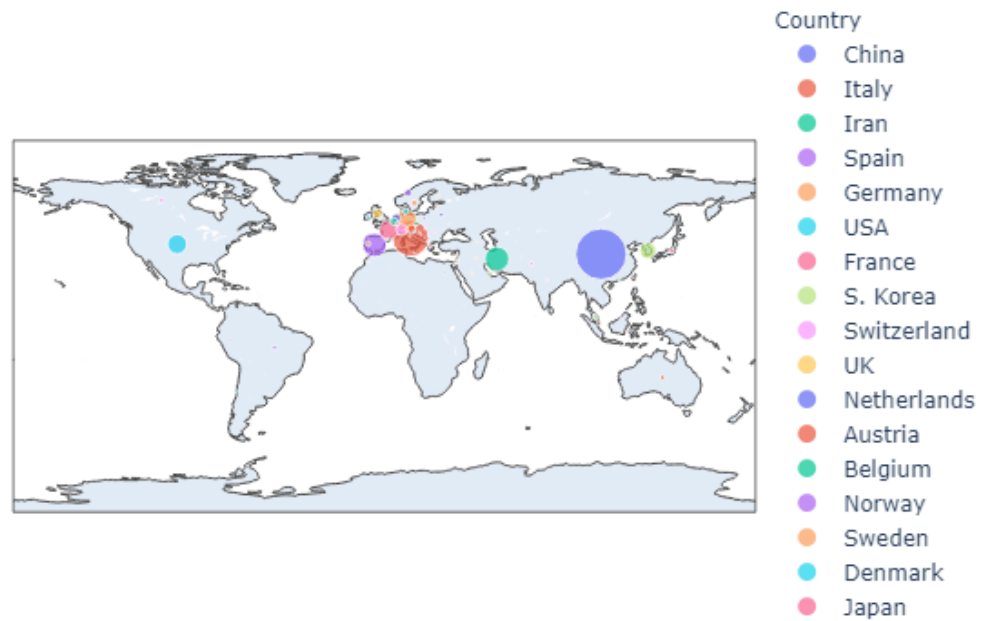 Country
China
Italy
Iran
Spain
Germany
USA
France
S. Korea
Switzerland
UK
Netherlands
Austria
Belgium
Norway
Sweden
Denmark
Japan